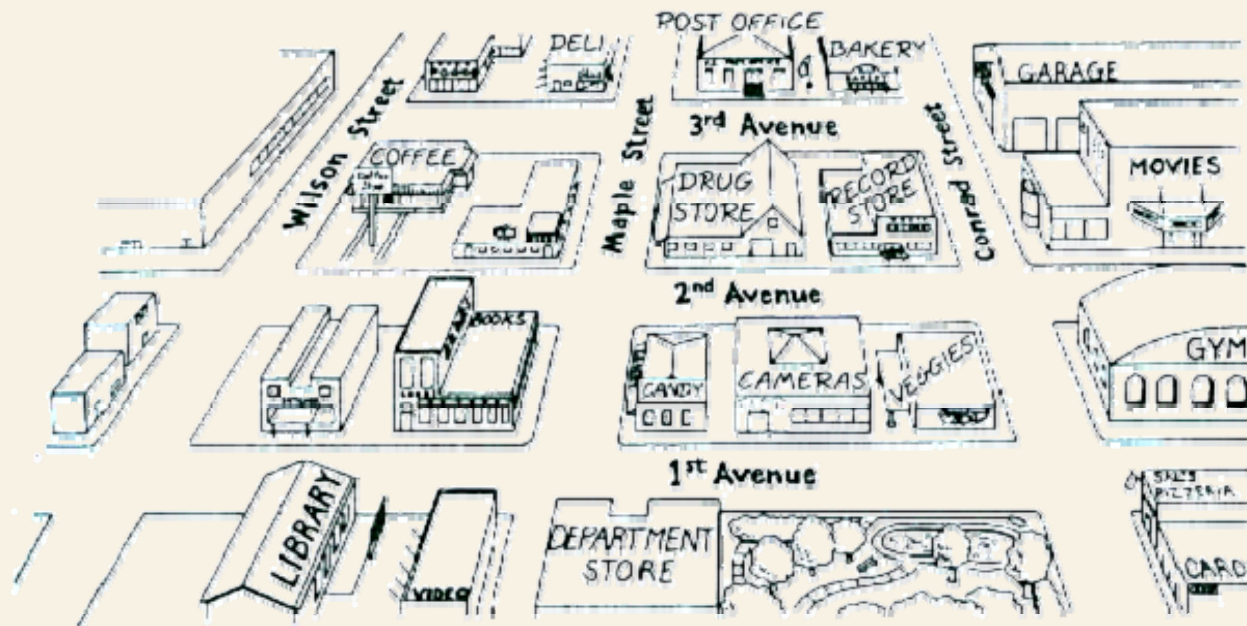 POST OFFICE
DELI
BAKERY
GARAGE
Wilson Street
Maple Street
3rd Avenue
Conrad Street
COFFEE
DRUG
STORE
RECORD
STORE
MOVIES
2nd Avenue
BOOKS
CANDY
CAMERAS
VEGGIES
GYM
1st Avenue
LIBRARY
VIDEO
DEPARTMENT
STORE
SAL'S
PIZZERIA
CARD